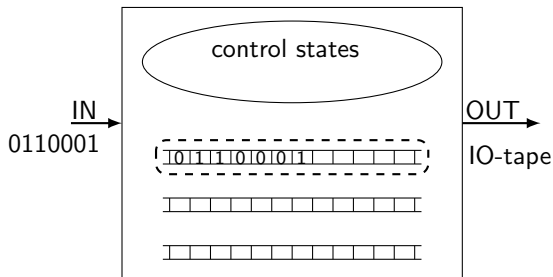 control states
IN
OUT
0110001
0 1 1 0 0 0 1
IO-tape